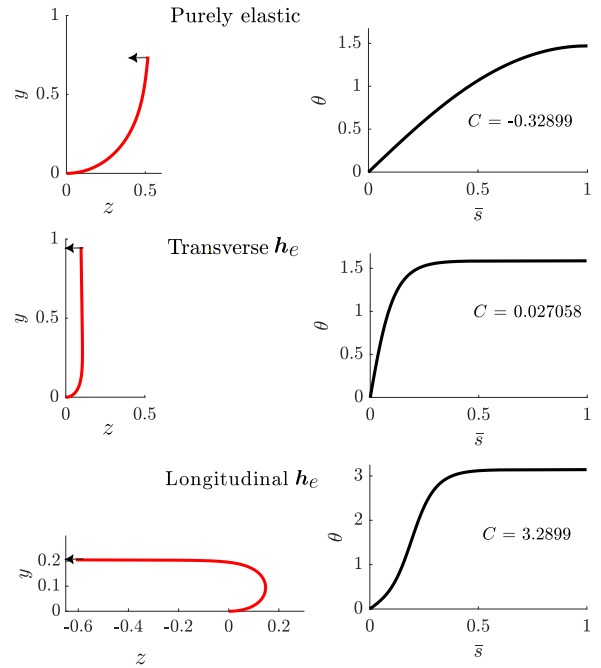 Purely elastic
1
0.5
0
y
0
0.5
z
1.5
1
0.5
0
θ
C = -0.32899
0
0.5
1
s̄
Transverse hₑ
1
0.5
0
y
0
0.5
z
1.5
1
0.5
0
θ
C = 0.027058
0
0.5
1
s̄
Longitudinal hₑ
0.2
0.1
0
y
-0.6
-0.4
-0.2
0
0.2
z
3
2
1
0
θ
C = 3.2899
0
0.5
1
s̄